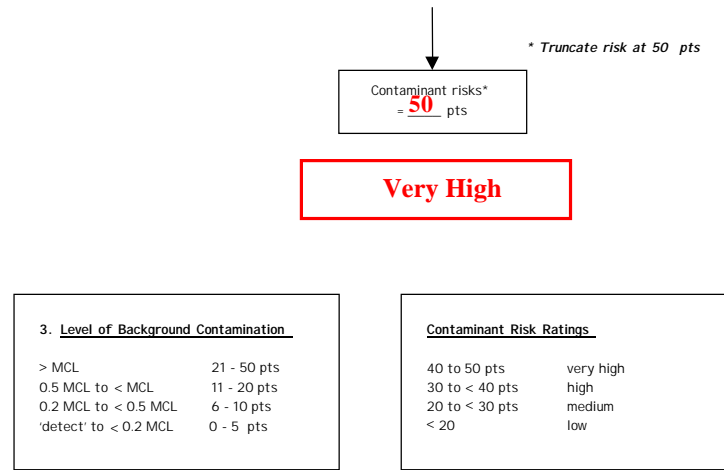 * Truncate risk at 50 pts
Contaminant risks*
= 50 pts
Very High
3. Level of Background Contamination
> MCL 21 - 50 pts
0.5 MCL to < MCL 11 - 20 pts
0.2 MCL to < 0.5 MCL 6 - 10 pts
'detect' to < 0.2 MCL 0 - 5 pts
Contaminant Risk Ratings
40 to 50 pts very high
30 to < 40 pts high
20 to < 30 pts medium
< 20 low